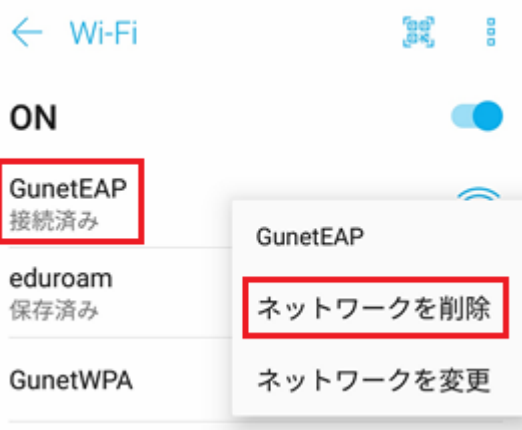 Wi-Fi
ON
GunetEAP
接続済み
GunetEAP
eduroam
保存済み
ネットワークを削除
GunetWPA
ネットワークを変更